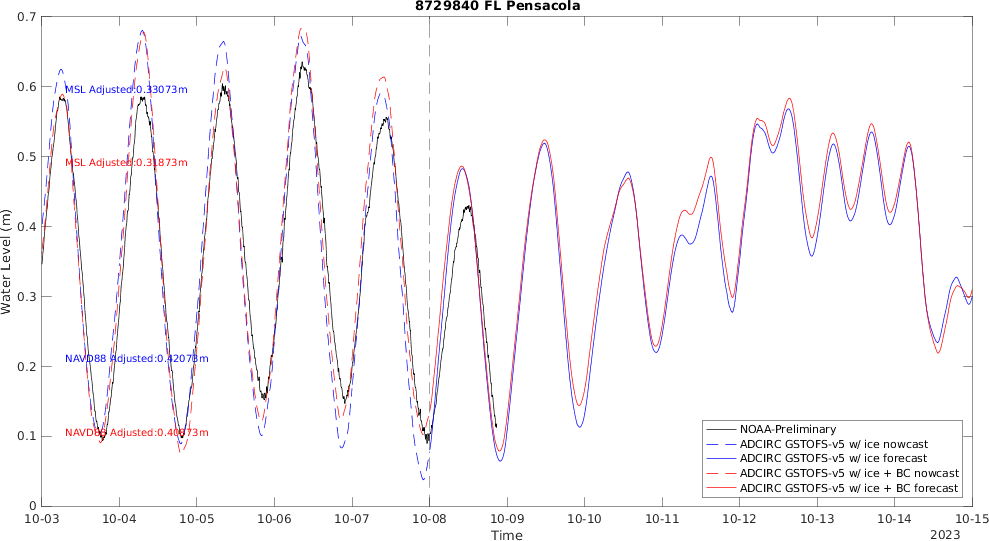 8729840 FL Pensacola
0.7
0.6
0.5
0.4
0.3
0.2
0.1
0
Water Level (m)
MSL Adjusted:0.33073m
MSL Adjusted:0.31873m
NAVD88 Adjusted:0.42073m
NAVD88 Adjusted:0.40873m
NOAA-Preliminary
ADCIRC GSTOFS-v5 w/ ice nowcast
ADCIRC GSTOFS-v5 w/ ice forecast
ADCIRC GSTOFS-v5 w/ ice + BC nowcast
ADCIRC GSTOFS-v5 w/ ice + BC forecast
10-03 10-04 10-05 10-06 10-07 10-08 10-09 10-10 10-11 10-12 10-13 10-14 10-15
Time
2023